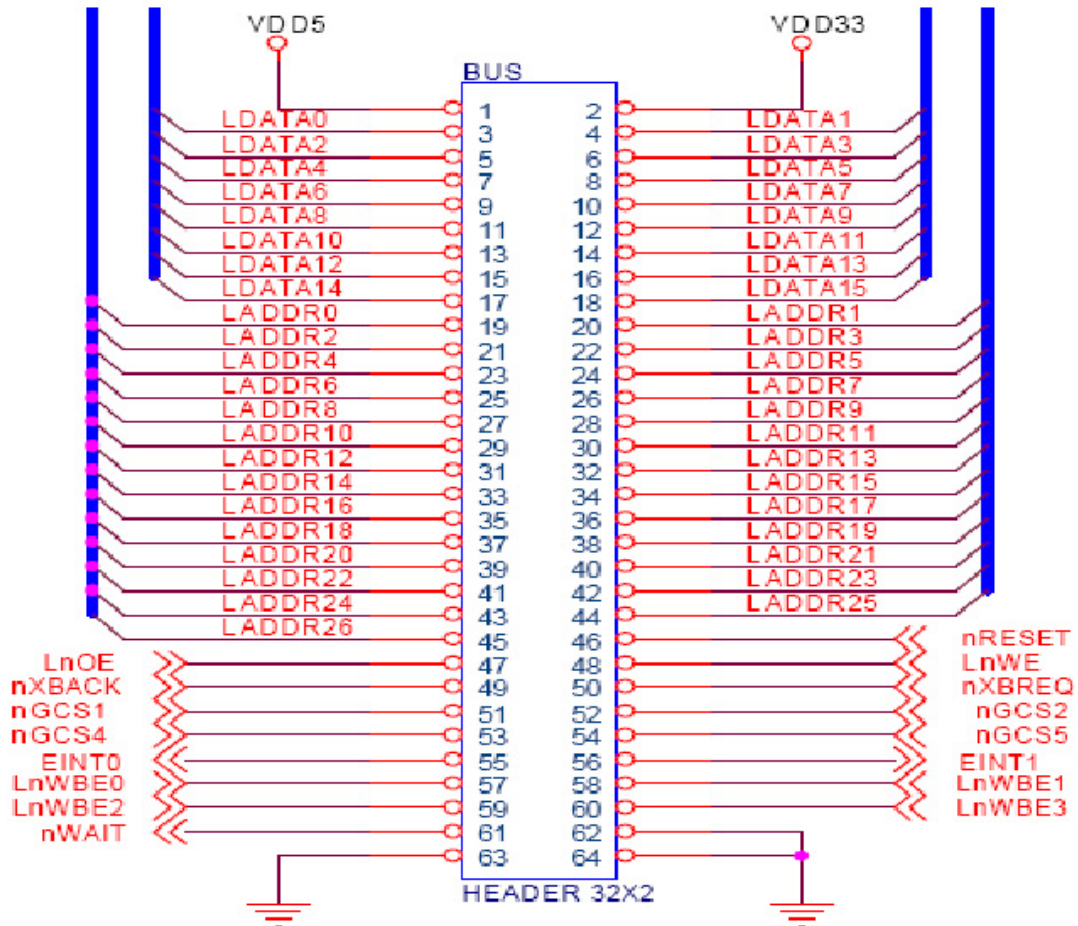 VDD5 VDD33
BUS
1 2
LDATA0 3 4 LDATA1
LDATA2 5 6 LDATA3
LDATA4 7 8 LDATA5
LDATA6 9 10 LDATA7
LDATA8 11 12 LDATA9
LDATA10 13 14 LDATA11
LDATA12 15 16 LDATA13
LDATA14 17 18 LDATA15
LADDR0 19 20 LADDR1
LADDR2 21 22 LADDR3
LADDR4 23 24 LADDR5
LADDR6 25 26 LADDR7
LADDR8 27 28 LADDR9
LADDR10 29 30 LADDR11
LADDR12 31 32 LADDR13
LADDR14 33 34 LADDR15
LADDR16 35 36 LADDR17
LADDR18 37 38 LADDR19
LADDR20 39 40 LADDR21
LADDR22 41 42 LADDR23
LADDR24 43 44 LADDR25
LADDR26 45 46 nRESET
LnOE 47 48 LnWE
nXBACK 49 50 nXBREQ
nGCS1 51 52 nGCS2
nGCS4 53 54 nGCS5
EINT0 55 56 EINT1
LnWBE0 57 58 LnWBE1
LnWBE2 59 60 LnWBE3
nWAIT 61 62
63 64
HEADER 32X2